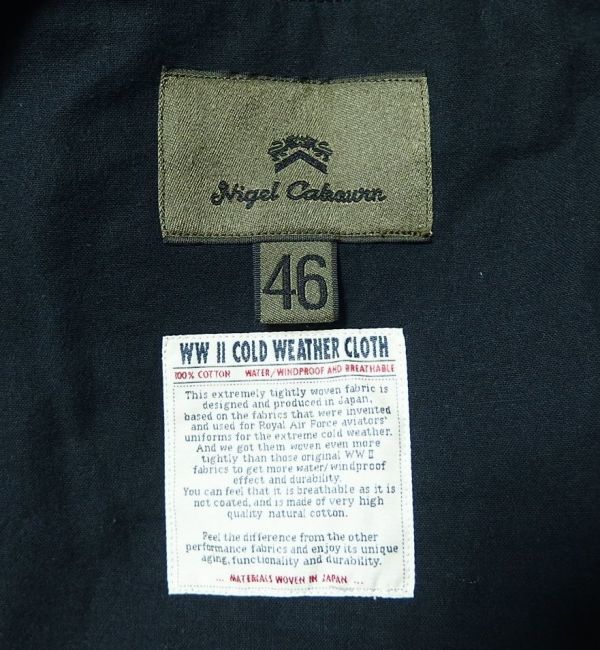 Nigel Cabourn
46
WW II COLD WEATHER CLOTH
100% COTTON WATER/WINDPROOF AND BREATHABLE
This extremely tightly woven fabric is
designed and produced in Japan,
based on the fabrics that were invented
and used for Royal Air Force aviators'
uniforms for the extreme cold weather.
And we got them woven even more
tightly than those original WW II
fabrics to get more water/windproof
effect and durability.
You can feel that it is breathable as it is
not coated, and is made of very high
quality natural cotton.
Feel the difference from the other
performance fabrics and enjoy its unique
aging, functionality and durability.
... MATERIALS WOVEN IN JAPAN ...